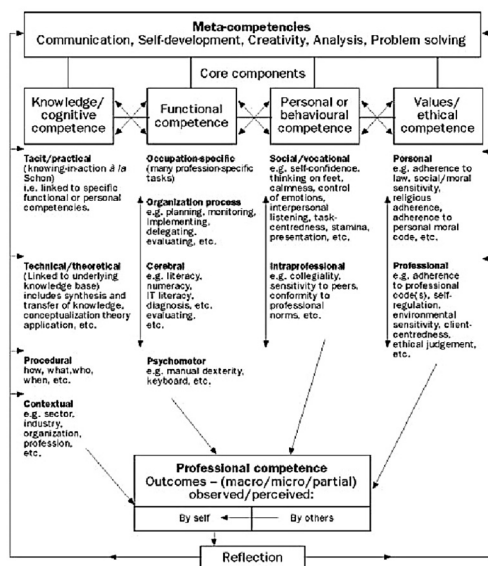 Meta-competencies
Communication, Self-development, Creativity, Analysis, Problem solving
Core components
Knowledge/
cognitive
competence
Functional
competence
Personal or
behavioural
competence
Values/
ethical
competence
Tacit/practical
(knowing-in-action à la
Schon)
i.e. linked to specific
functional or personal
competencies.
Technical/theoretical
(Linked to underlying
knowledge base)
includes synthesis and
transfer of knowledge,
conceptualization theory
application, etc.
Procedural
how, what,who,
when, etc.
Contextual
e.g. sector,
industry,
organization,
profession,
etc.
Occupation-specific
(many profession-specific
tasks)
Organization process
e.g. planning, monitoring,
implementing,
delegating,
evaluating, etc.
Cerebral
e.g. literacy,
numeracy,
IT literacy,
diagnosis, etc.
evaluating,
etc.
Psychomotor
e.g. manual dexterity,
keyboard, etc.
Social/vocational
e.g. self-confidence,
thinking on feet,
calmness, control
of emotions,
interpersonal
listening, task-
centredness, stamina,
presentation, etc.
Intraprofessional
e.g. collegiality,
sensitivity to peers,
conformity to
professional
norms, etc.
Personal
e.g. adherence to
law, social/moral
sensitivity,
religious
adherence,
adherence to
personal moral
code, etc.
Professional
e.g. adherence
to professional
code(s), self-
regulation,
environmental
sensitivity, client-
centredness,
ethical judgement,
etc.
Professional competence
Outcomes – (macro/micro/partial)
observed/perceived:
By self
By others
Reflection